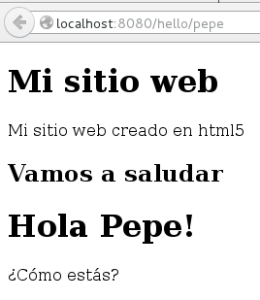 localhost:8080/hello/pepe
Mi sitio web
Mi sitio web creado en html5
Vamos a saludar
Hola Pepe!
¿Cómo estás?